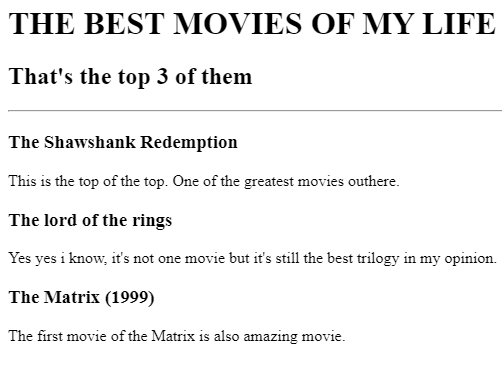 THE BEST MOVIES OF MY LIFE
That's the top 3 of them
The Shawshank Redemption
This is the top of the top. One of the greatest movies outhere.
The lord of the rings
Yes yes i know, it's not one movie but it's still the best trilogy in my opinion.
The Matrix (1999)
The first movie of the Matrix is also amazing movie.